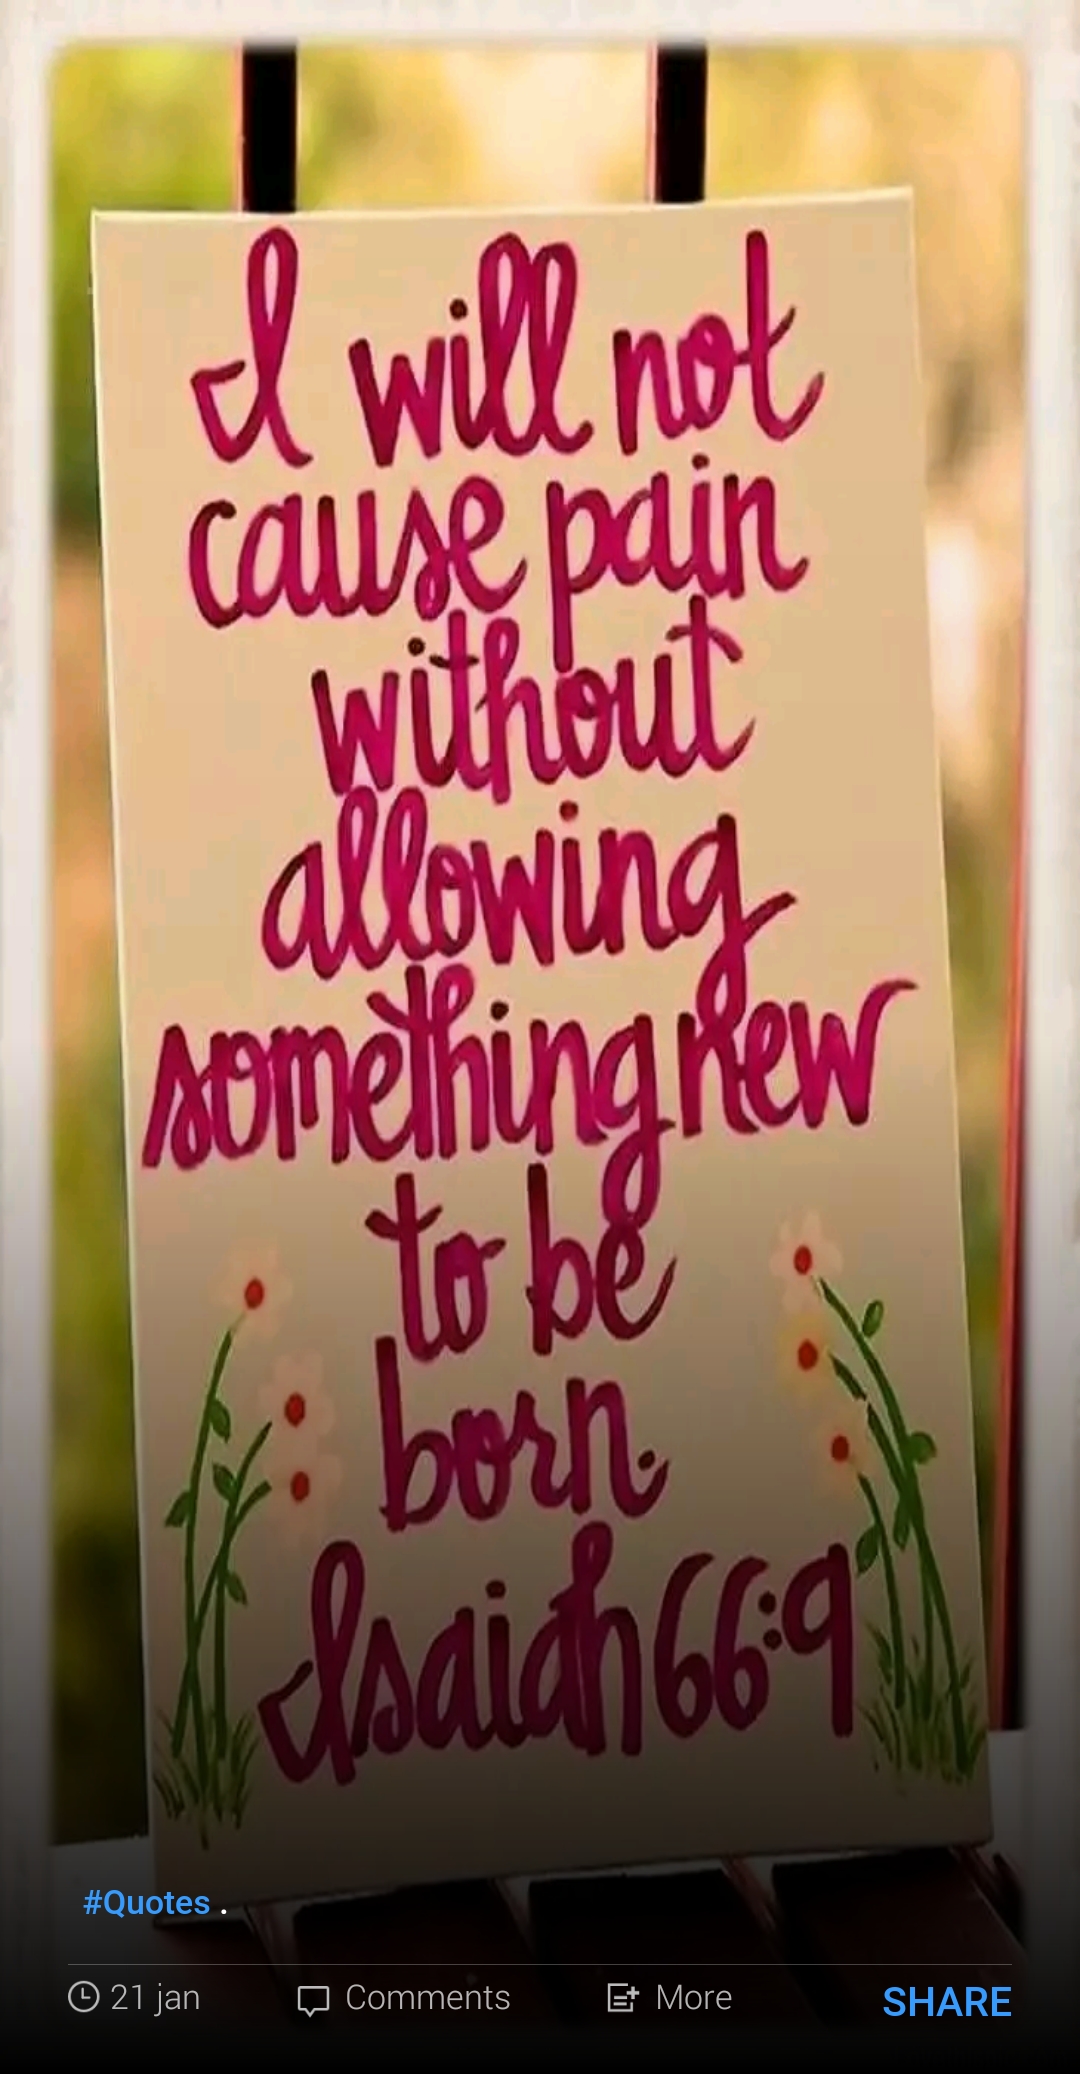 I will not
cause pain
without
allowing
something new
to be
born.
Isaiah 66:9
#Quotes .
21 jan
Comments
More
SHARE